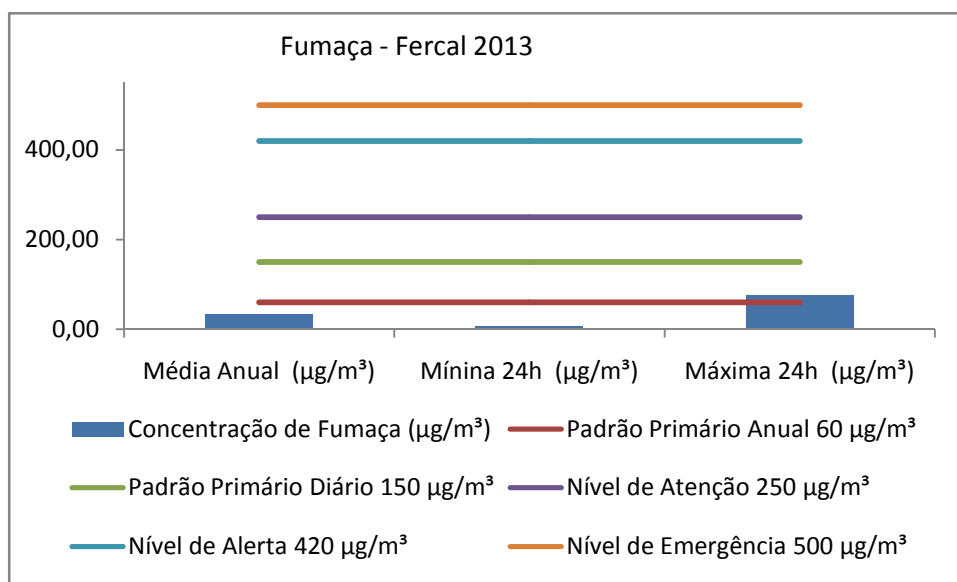 Fumaça - Fercal 2013
400,00
200,00
0,00
Média Anual (µg/m³) Mínina 24h (µg/m³) Máxima 24h (µg/m³)
Concentração de Fumaça (µg/m³) Padrão Primário Anual 60 µg/m³
Padrão Primário Diário 150 µg/m³ Nível de Atenção 250 µg/m³
Nível de Alerta 420 µg/m³ Nível de Emergência 500 µg/m³